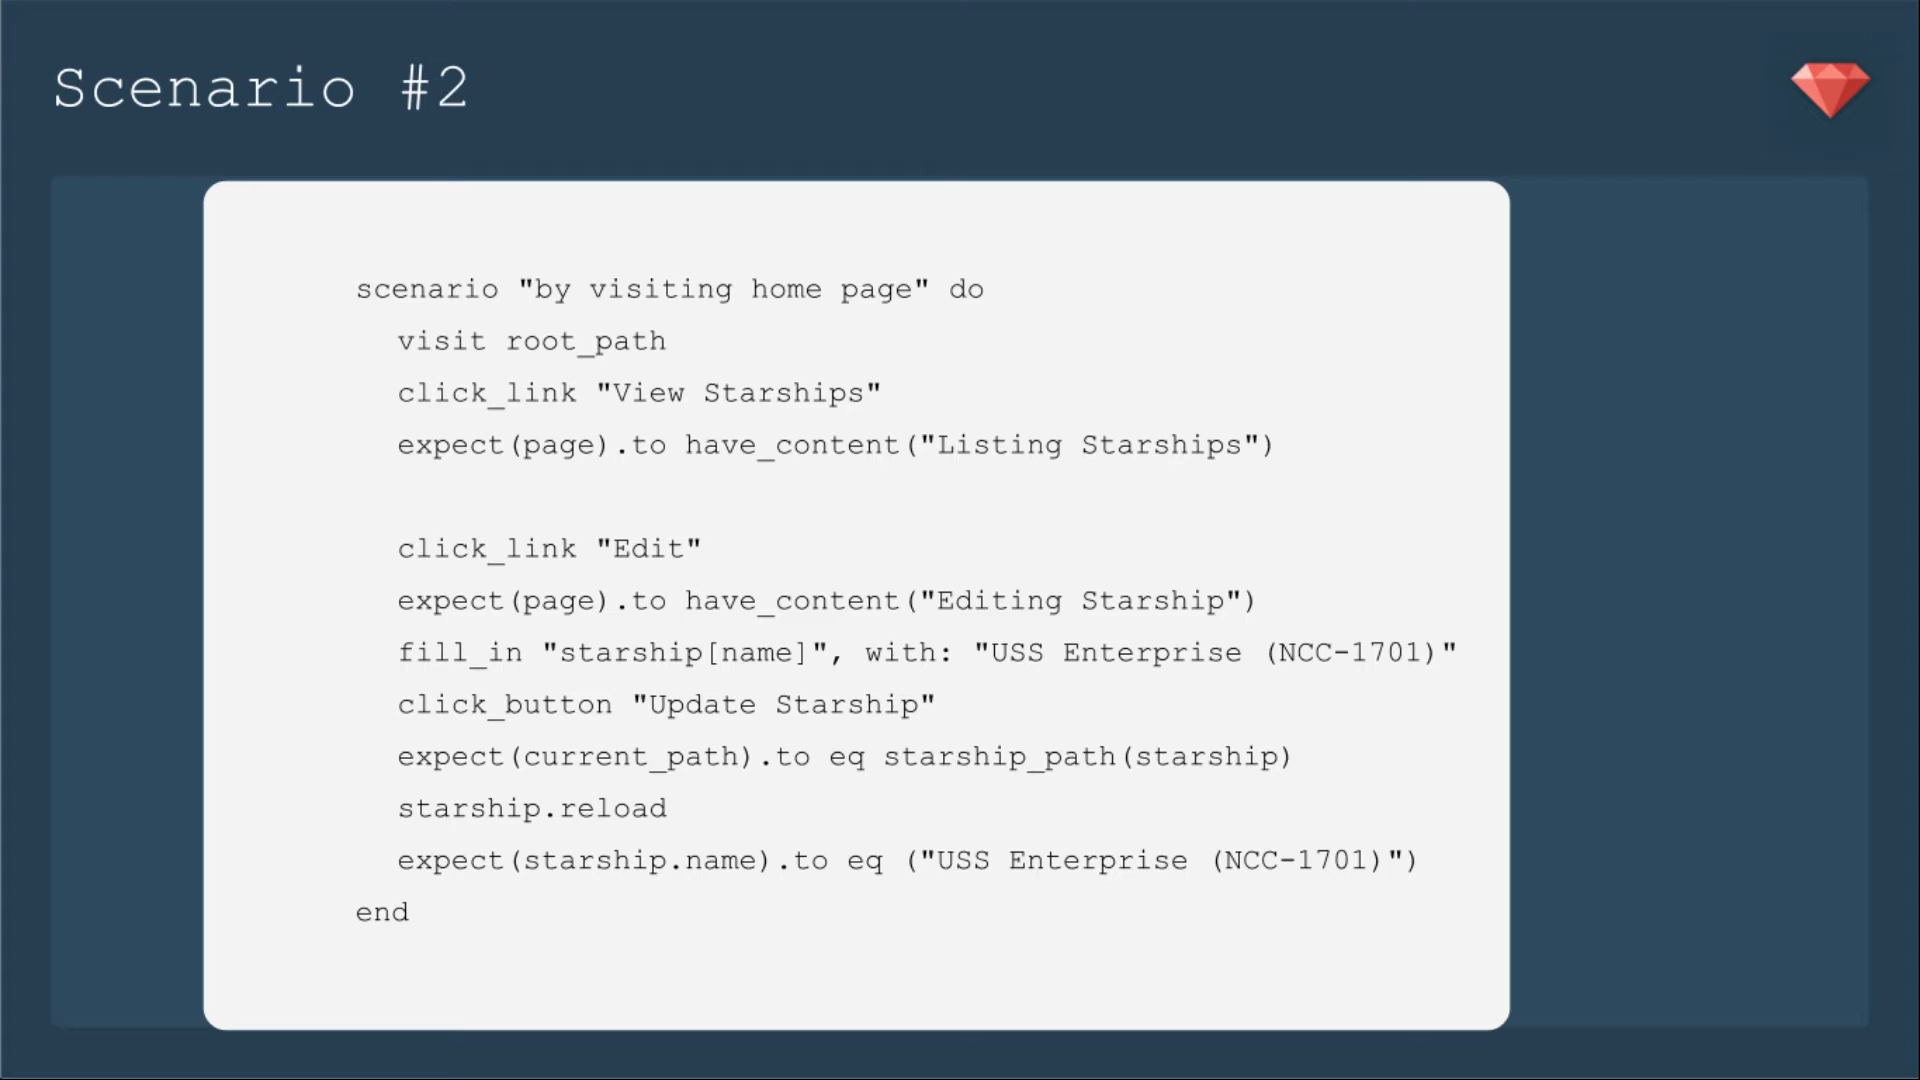 Scenario #2
scenario "by visiting home page" do
visit root_path
click_link "View Starships"
expect(page).to have_content("Listing Starships")
click_link "Edit"
expect(page).to have_content("Editing Starship")
fill_in "starship[name]", with: "USS Enterprise (NCC-1701)"
click_button "Update Starship"
expect(current_path).to eq starship_path(starship)
starship.reload
expect(starship.name).to eq ("USS Enterprise (NCC-1701)")
end